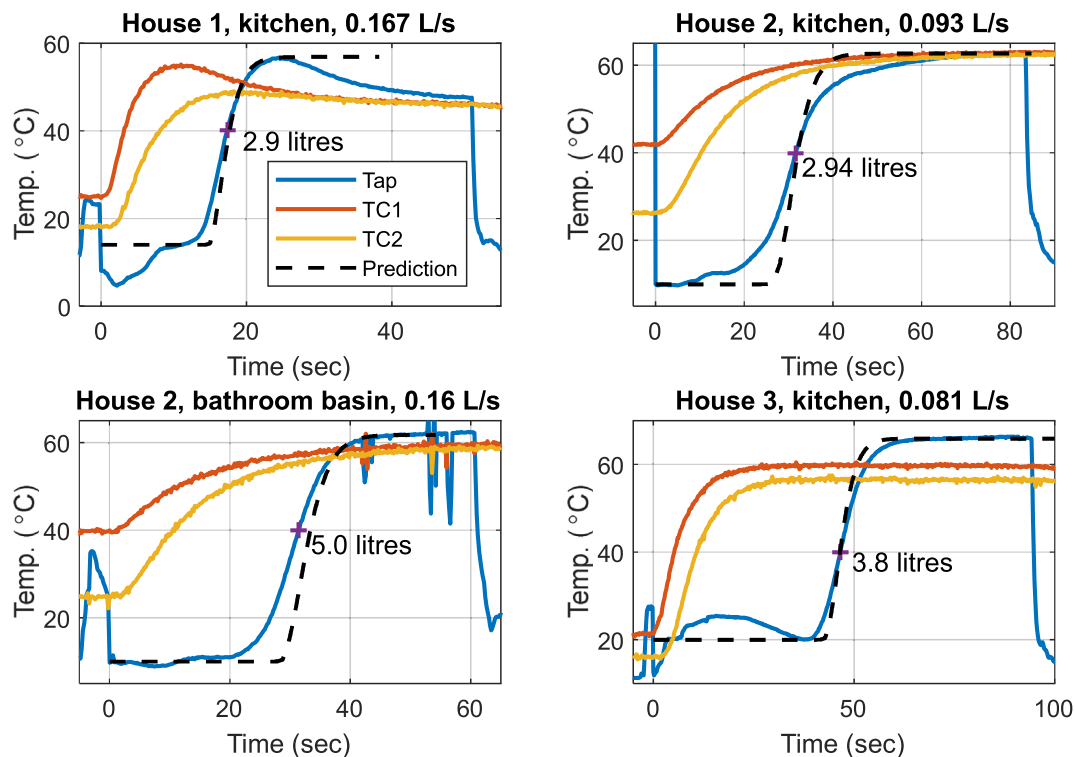 House 1, kitchen, 0.167 L/s
60
40
20
0
Temp. ( °C)
0 20 40
Time (sec)
2.9 litres
Tap
TC1
TC2
Prediction
House 2, kitchen, 0.093 L/s
60
40
20
Temp. ( °C)
0 20 40 60 80
Time (sec)
2.94 litres
House 2, bathroom basin, 0.16 L/s
60
40
20
Temp. ( °C)
0 20 40 60
Time (sec)
5.0 litres
House 3, kitchen, 0.081 L/s
60
40
20
Temp. ( °C)
0 50 100
Time (sec)
3.8 litres